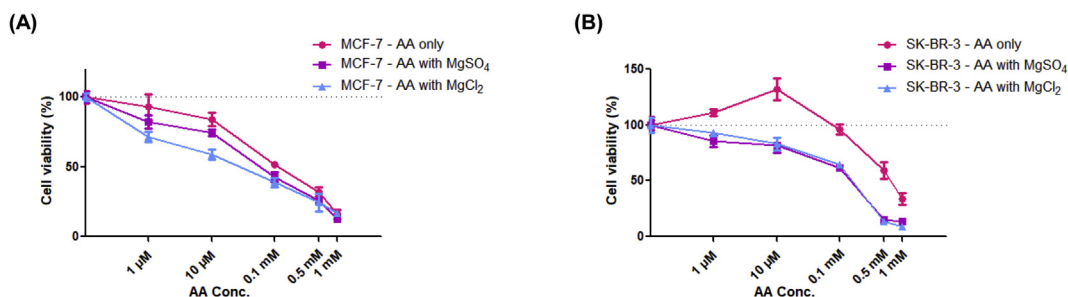 (A)
MCF-7 - AA only
MCF-7 - AA with MgSO₄
MCF-7 - AA with MgCl₂
Cell viability (%)
100
50
0
1 µM
10 µM
0.1 mM
0.5 mM
1 mM
AA Conc.
(B)
SK-BR-3 - AA only
SK-BR-3 - AA with MgSO₄
SK-BR-3 - AA with MgCl₂
Cell viability (%)
150
100
50
0
1 µM
10 µM
0.1 mM
0.5 mM
1 mM
AA Conc.